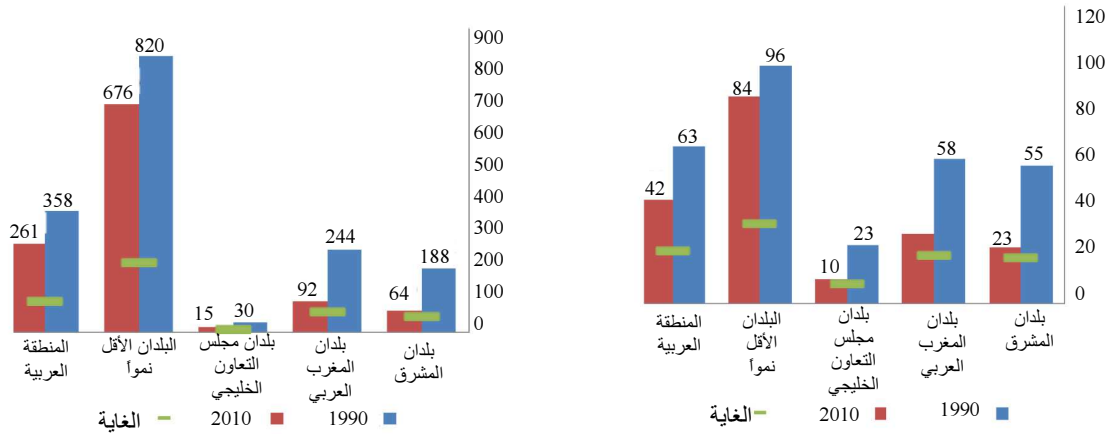 120
100
80
60
40
20
0
55
23
58
23
10
96
84
63
42
بلدان
المشرق
بلدان
المغرب
العربي
بلدان
مجلس
التعاون
الخليجي
البلدان
الأقل
نمواً
المنطقة
العربية
1990
2010
الغاية
900
800
700
600
500
400
300
200
100
0
188
64
244
92
30
15
820
676
358
261
بلدان
المشرق
بلدان
المغرب
العربي
بلدان مجلس
التعاون
الخليجي
البلدان الأقل
نمواً
المنطقة
العربية
1990
2010
الغاية